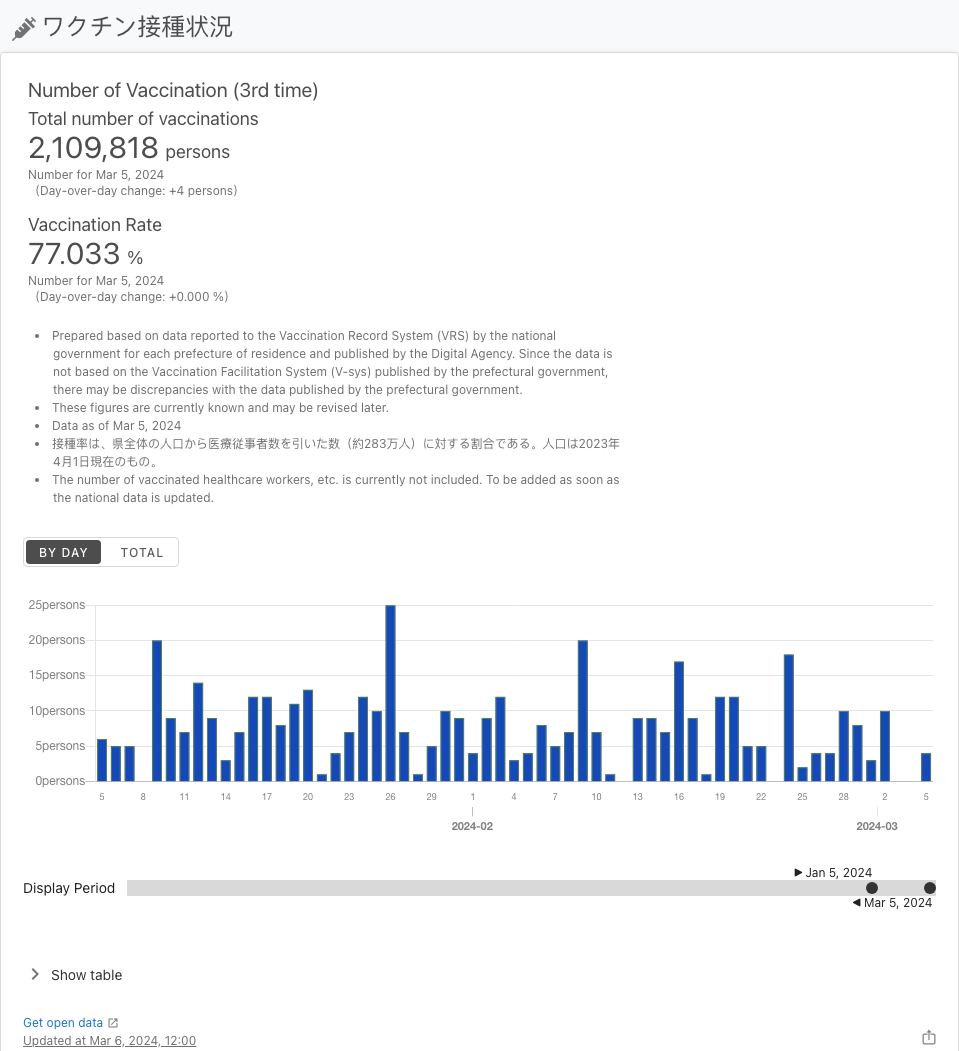 ワクチン接種状況
Number of Vaccination (3rd time)
Total number of vaccinations
2,109,818 persons
Number for Mar 5, 2024
(Day-over-day change: +4 persons)
Vaccination Rate
77.033 %
Number for Mar 5, 2024
(Day-over-day change: +0.000 %)
• Prepared based on data reported to the Vaccination Record System (VRS) by the national
government for each prefecture of residence and published by the Digital Agency. Since the data is
not based on the Vaccination Facilitation System (V-sys) published by the prefectural government,
there may be discrepancies with the data published by the prefectural government.
• These figures are currently known and may be revised later.
• Data as of Mar 5, 2024
• 接種率は、県全体の人口から医療従事者数を引いた数（約283万人）に対する割合である。人口は2023年
4月1日現在のもの。
• The number of vaccinated healthcare workers, etc. is currently not included. To be added as soon as
the national data is updated.
BY DAY TOTAL
25persons
20persons
15persons
10persons
5persons
0persons
5 8 11 14 17 20 23 26 29 1 4 7 10 13 16 19 22 25 28 2 5
2024-02 2024-03
▶ Jan 5, 2024
Display Period
◀ Mar 5, 2024
Show table
Get open data
Updated at Mar 6, 2024, 12:00